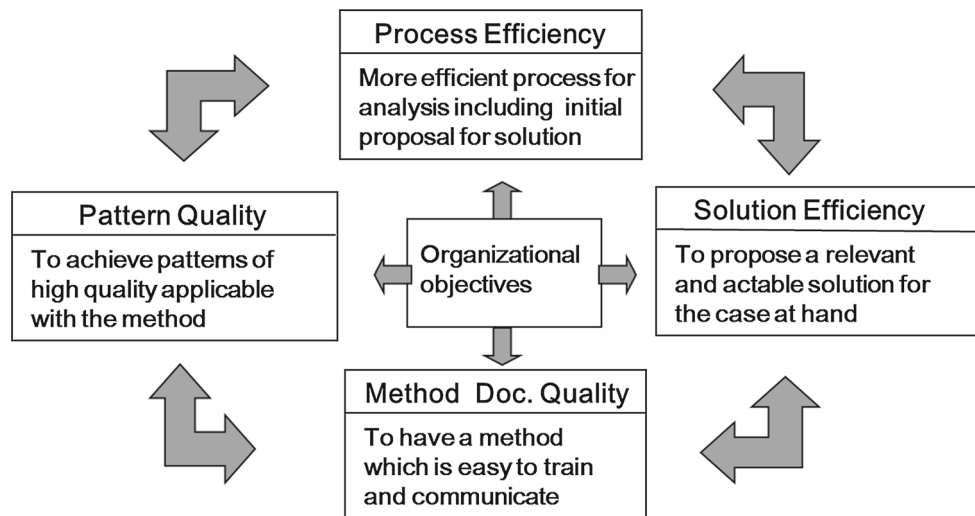 Process Efficiency
More efficient process for
analysis including initial
proposal for solution
Pattern Quality
To achieve patterns of
high quality applicable
with the method
Organizational
objectives
Solution Efficiency
To propose a relevant
and actable solution for
the case at hand
Method Doc. Quality
To have a method
which is easy to train
and communicate